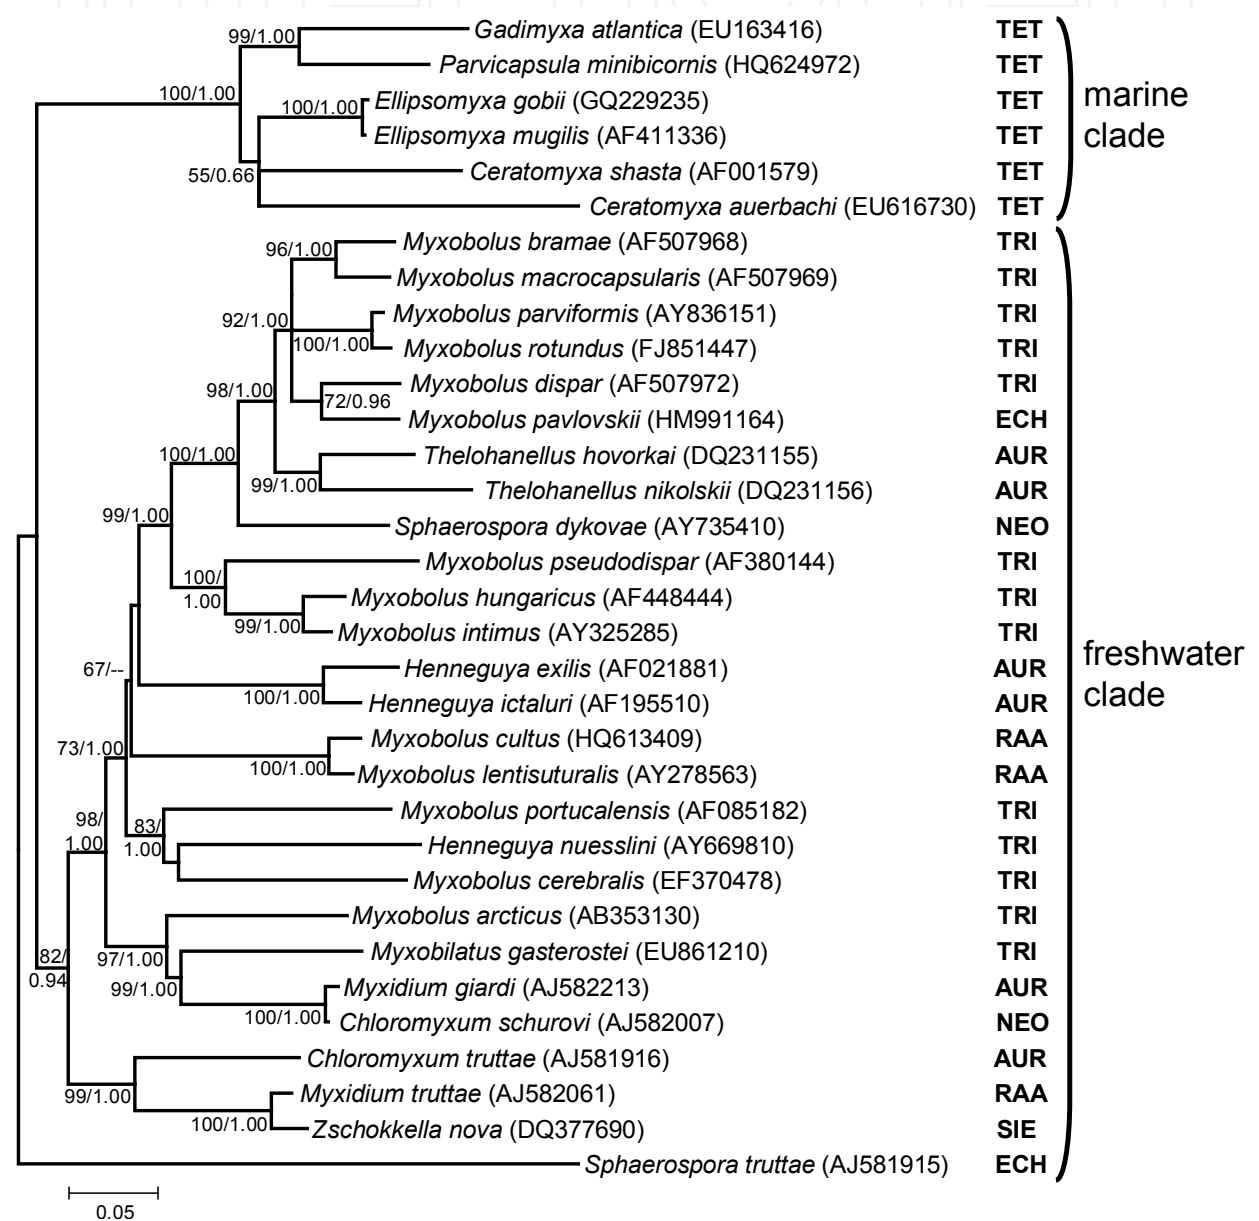 99/1.00
Gadimyxa atlantica (EU163416) TET
Parvicapsula minibicornis (HQ624972) TET
100/1.00
100/1.00
Ellipsomyxa gobii (GQ229235) TET
marine
clade
Ellipsomyxa mugilis (AF411336) TET
55/0.66
Ceratomyxa shasta (AF001579) TET
Ceratomyxa auerbachi (EU616730) TET
96/1.00
Myxobolus bramae (AF507968) TRI
Myxobolus macrocapsularis (AF507969) TRI
92/1.00
Myxobolus parviformis (AY836151) TRI
100/1.00
Myxobolus rotundus (FJ851447) TRI
98/1.00
Myxobolus dispar (AF507972) TRI
72/0.96
Myxobolus pavlovskii (HM991164) ECH
100/1.00
Thelohanellus hovorkai (DQ231155) AUR
99/1.00
Thelohanellus nikolskii (DQ231156) AUR
99/1.00
Sphaerospora dykovae (AY735410) NEO
Myxobolus pseudodispar (AF380144) TRI
100/
1.00
Myxobolus hungaricus (AF448444) TRI
99/1.00
Myxobolus intimus (AY325285) TRI
67/--
Henneguya exilis (AF021881) AUR
freshwater
clade
100/1.00
Henneguya ictaluri (AF195510) AUR
73/1.00
Myxobolus cultus (HQ613409) RAA
100/1.00
Myxobolus lentisuturalis (AY278563) RAA
Myxobolus portucalensis (AF085182) TRI
98/
1.00
83/
1.00
Henneguya nuesslini (AY669810) TRI
Myxobolus cerebralis (EF370478) TRI
Myxobolus arcticus (AB353130) TRI
82/
0.94
97/1.00
Myxobilatus gasterostei (EU861210) TRI
99/1.00
Myxidium giardi (AJ582213) AUR
100/1.00
Chloromyxum schurovi (AJ582007) NEO
Chloromyxum truttae (AJ581916) AUR
99/1.00
Myxidium truttae (AJ582061) RAA
100/1.00
Zschokkella nova (DQ377690) SIE
Sphaerospora truttae (AJ581915) ECH
0.05